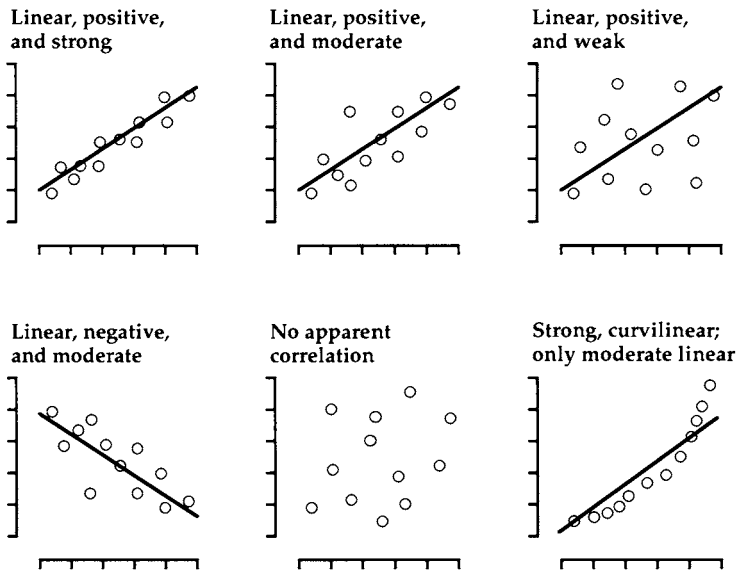 Linear, positive,
and strong
Linear, positive,
and moderate
Linear, positive,
and weak
Linear, negative,
and moderate
No apparent
correlation
Strong, curvilinear;
only moderate linear